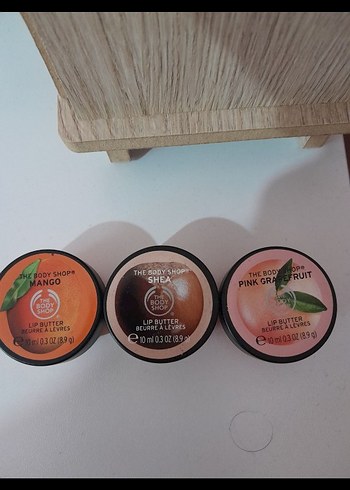 THE BODY SHOP®
MANGO
THE
BODY
SHOP
LIP BUTTER
BEURRE À LÈVRES
℮ 10 ml 0.3 OZ (8.9 g)
THE BODY SHOP®
SHEA
THE
BODY
SHOP
LIP BUTTER
BEURRE À LÈVRES
℮ 10 ml 0.3 OZ (8.9 g)
THE BODY SHOP®
PINK GRAPEFRUIT
LIP BUTTER
BEURRE À LÈVRES
℮ 10 ml 0.3 OZ (8.9 g)